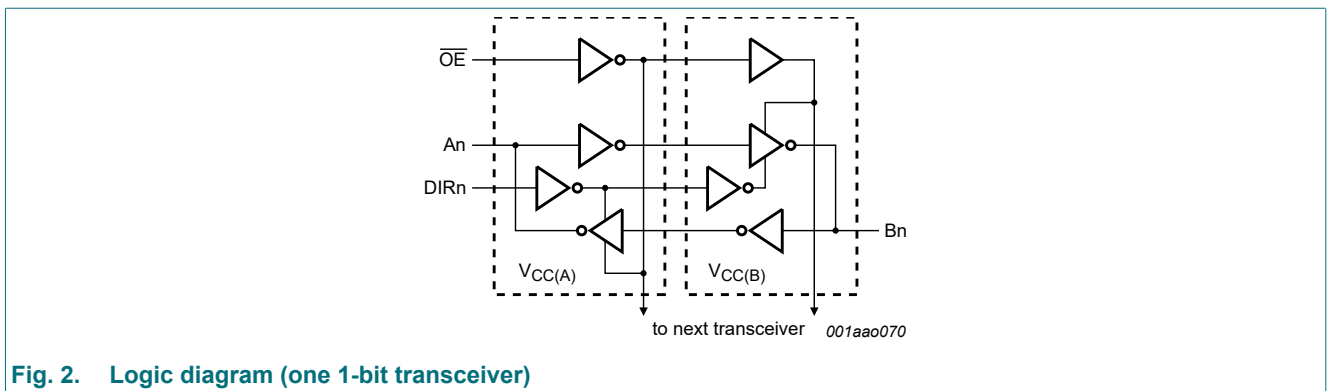 OE
An
DIRn
Bn
VCC(A)
VCC(B)
to next transceiver
001aao070
Fig. 2. Logic diagram (one 1-bit transceiver)